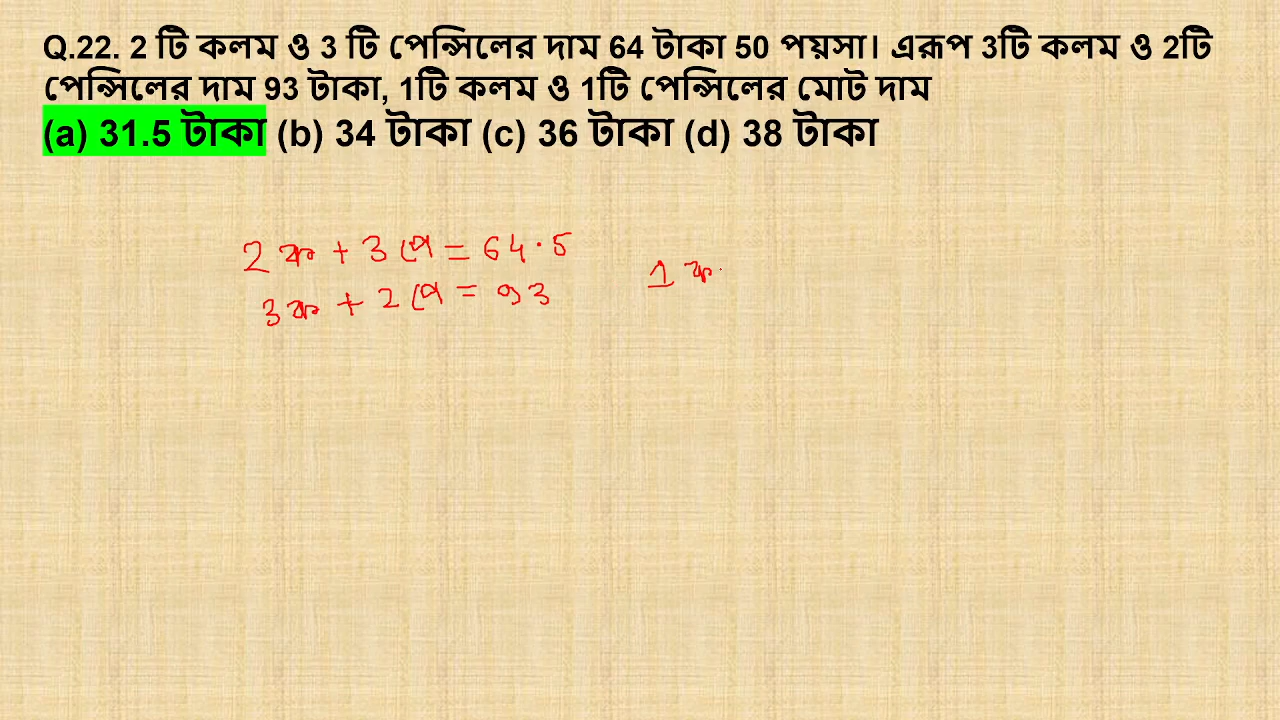 Q.22. 2 টি কলম ও 3 টি পেন্সিলের দাম 64 টাকা 50 পয়সা। এরূপ 3টি কলম ও 2টি
পেন্সিলের দাম 93 টাকা, 1টি কলম ও 1টি পেন্সিলের মোট দাম
(a) 31.5 টাকা (b) 34 টাকা (c) 36 টাকা (d) 38 টাকা
2 ক + 3 পে = 64.5
3ক + 2 পে = 93
1 ক